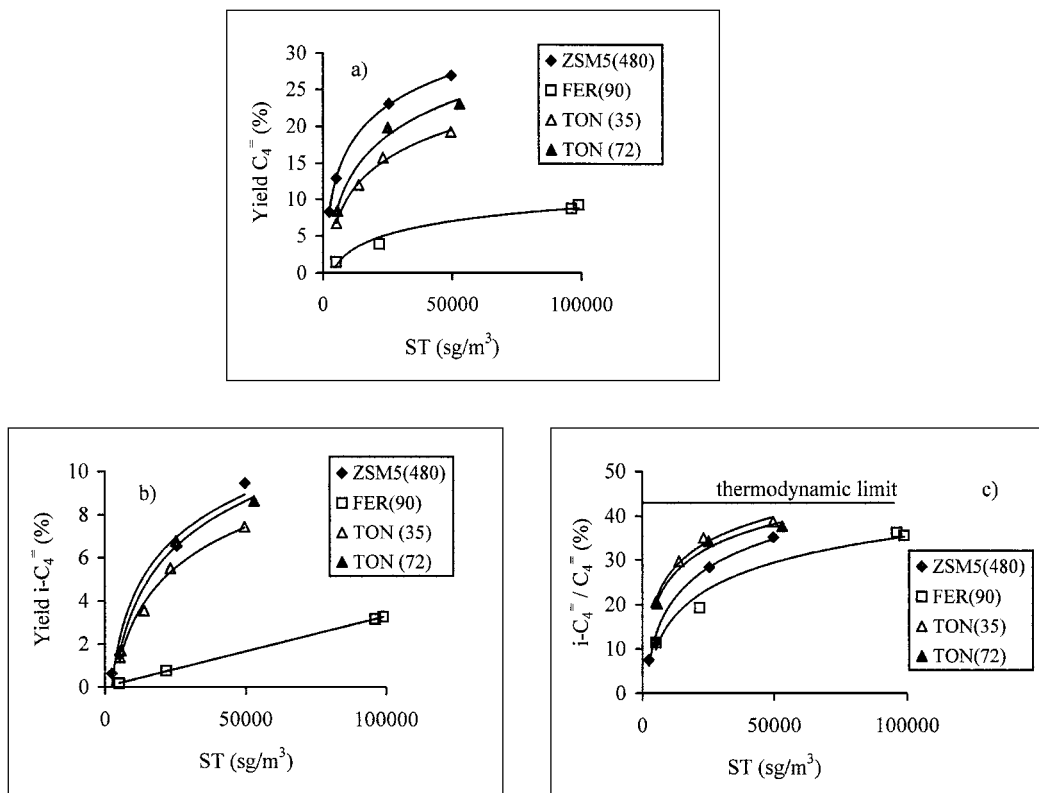 a)
Yield C₄⁼ (%)
30
25
20
15
10
5
0
0 50000 100000
ST (sg/m³)
ZSM5(480)
FER(90)
TON (35)
TON (72)
b)
Yield i-C₄⁼ (%)
10
8
6
4
2
0
0 50000 100000
ST (sg/m³)
ZSM5(480)
FER(90)
TON (35)
TON (72)
c)
thermodynamic limit
i-C₄⁼ / C₄⁼ (%)
50
40
30
20
10
0
0 50000 100000
ST (sg/m³)
ZSM5(480)
FER(90)
TON(35)
TON(72)